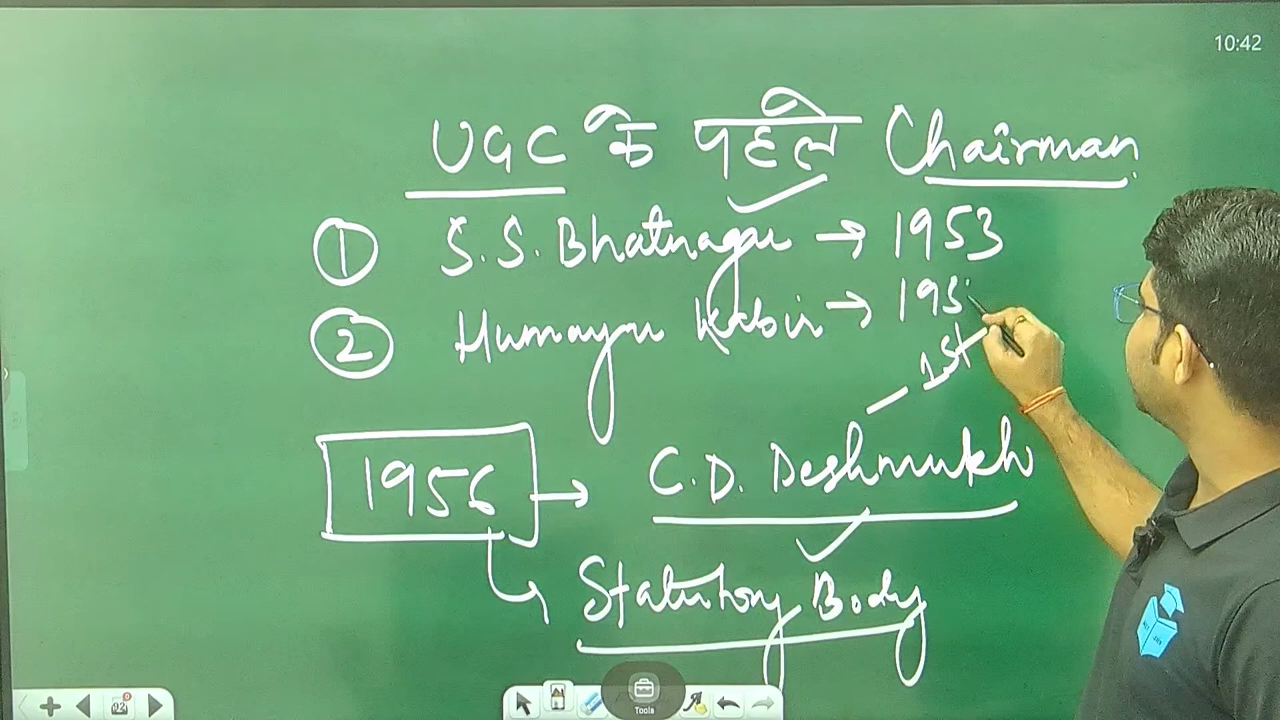 10:42
UGC के पहले Chairman
① S.S. Bhatnagar → 1953
② Humayun Kabir → 195
1st
1956 → C.D. Deshmukh
Statutory Body
Tools